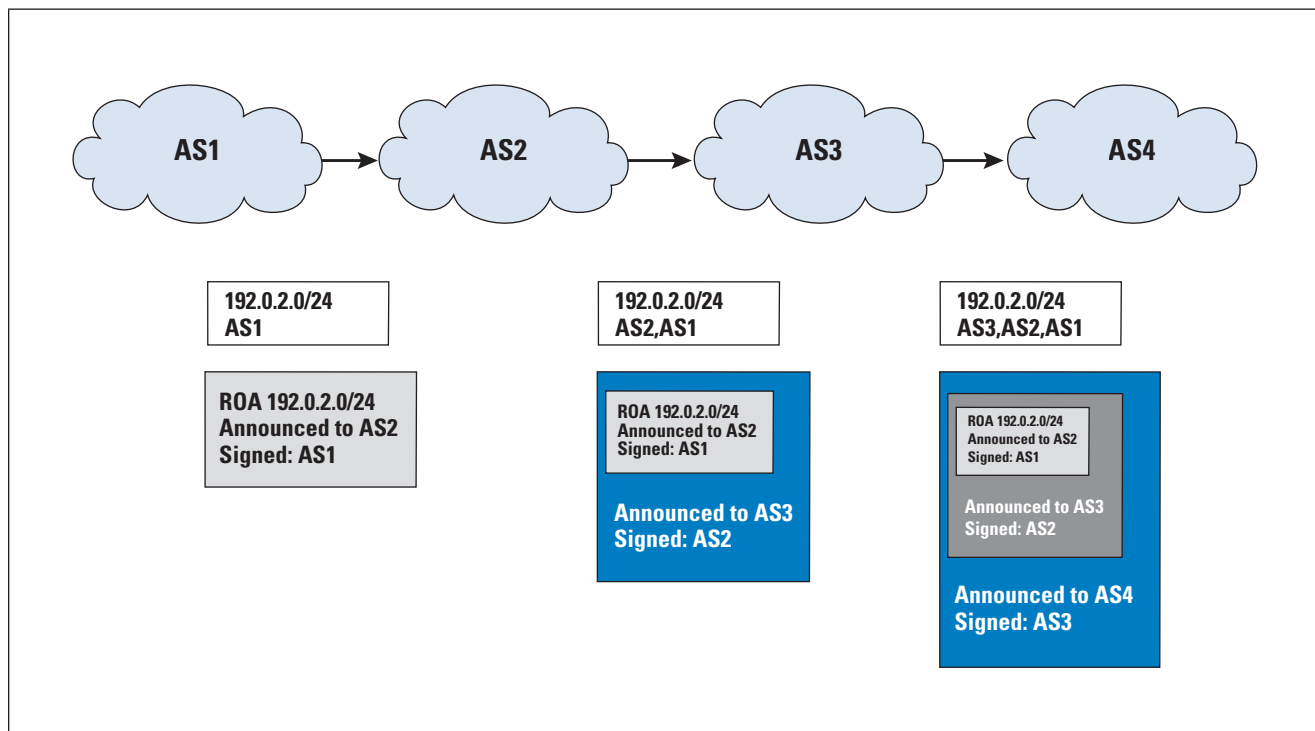 AS1
AS2
AS3
AS4
192.0.2.0/24
AS1
192.0.2.0/24
AS2,AS1
192.0.2.0/24
AS3,AS2,AS1
ROA 192.0.2.0/24
Announced to AS2
Signed: AS1
ROA 192.0.2.0/24
Announced to AS2
Signed: AS1
Announced to AS3
Signed: AS2
ROA 192.0.2.0/24
Announced to AS2
Signed: AS1
Announced to AS3
Signed: AS2
Announced to AS4
Signed: AS3